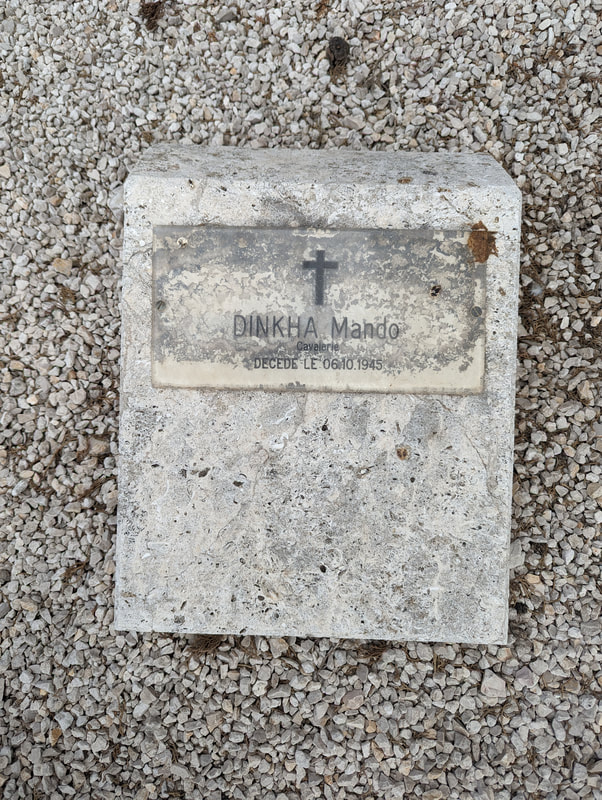 DINKHA Mando
Cavalerie
DECEDE LE 06.10.1945